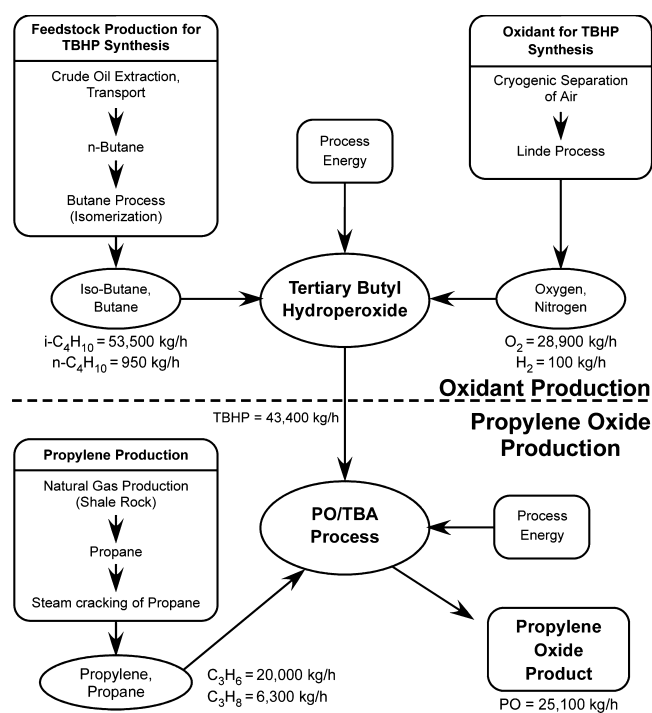 Feedstock Production for
TBHP Synthesis
Crude Oil Extraction,
Transport
n-Butane
Butane Process
(Isomerization)
Iso-Butane,
Butane
i-C₄H₁₀ = 53,500 kg/h
n-C₄H₁₀ = 950 kg/h
Process
Energy
Tertiary Butyl
Hydroperoxide
Oxidant for TBHP
Synthesis
Cryogenic Separation
of Air
Linde Process
Oxygen,
Nitrogen
O₂ = 28,900 kg/h
H₂ = 100 kg/h
Oxidant Production
TBHP = 43,400 kg/h
Propylene Oxide
Production
Propylene Production
Natural Gas Production
(Shale Rock)
Propane
Steam cracking of Propane
Propylene,
Propane
C₃H₆ = 20,000 kg/h
C₃H₈ = 6,300 kg/h
PO/TBA
Process
Process
Energy
Propylene
Oxide
Product
PO = 25,100 kg/h